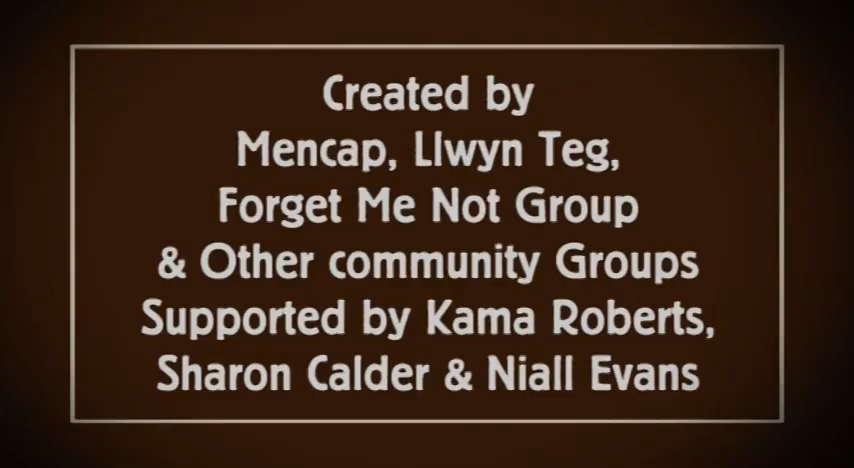 Created by
Mencap, Llwyn Teg,
Forget Me Not Group
& Other community Groups
Supported by Kama Roberts,
Sharon Calder & Niall Evans